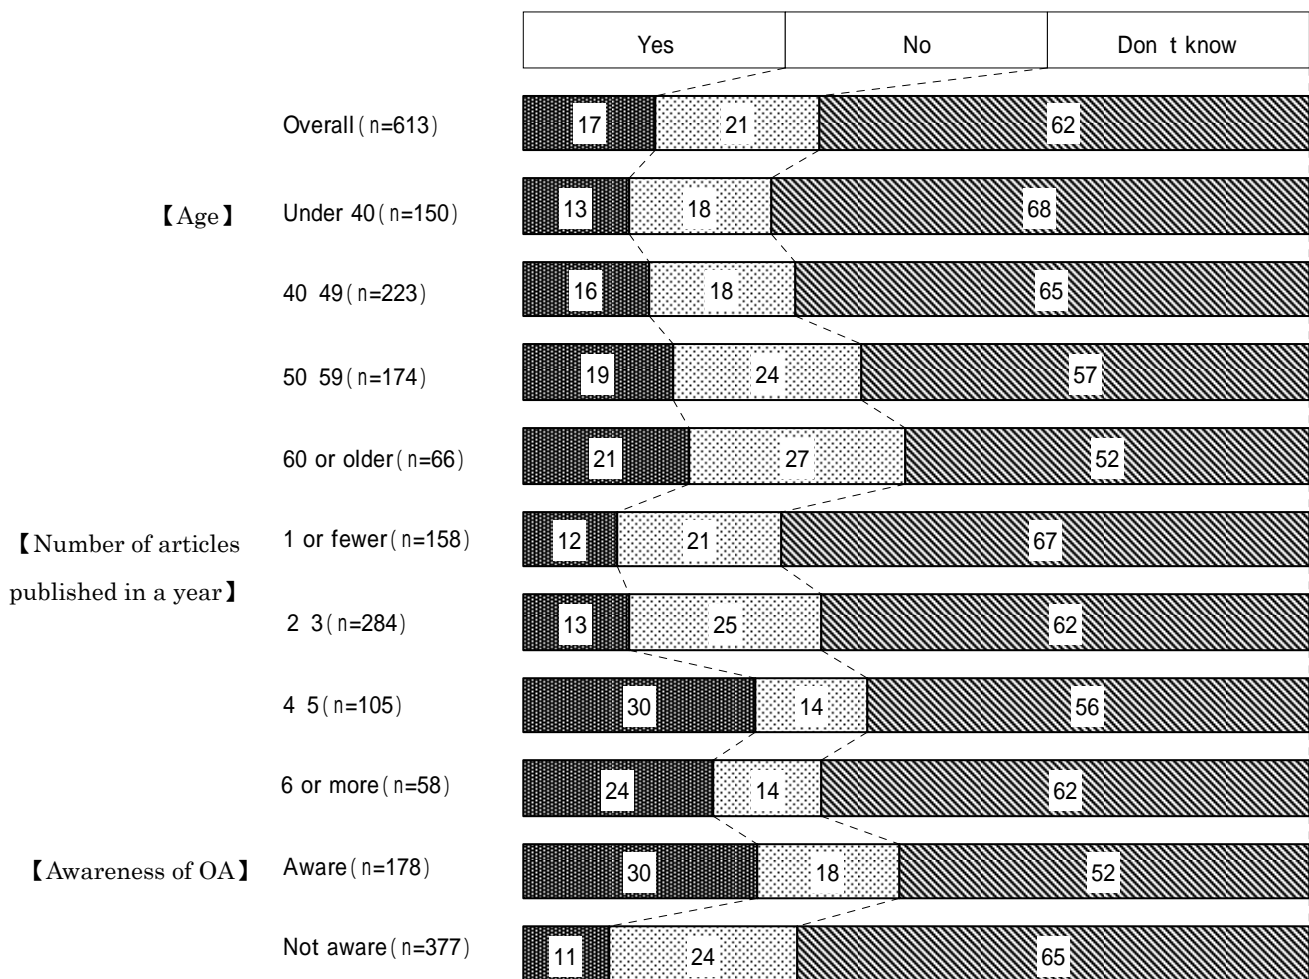 Yes No Don t know
Overall(n=613) 17 21 62
【Age】 Under 40(n=150) 13 18 68
40 49(n=223) 16 18 65
50 59(n=174) 19 24 57
60 or older(n=66) 21 27 52
【Number of articles
published in a year】
1 or fewer(n=158) 12 21 67
2 3(n=284) 13 25 62
4 5(n=105) 30 14 56
6 or more(n=58) 24 14 62
【Awareness of OA】 Aware(n=178) 30 18 52
Not aware(n=377) 11 24 65